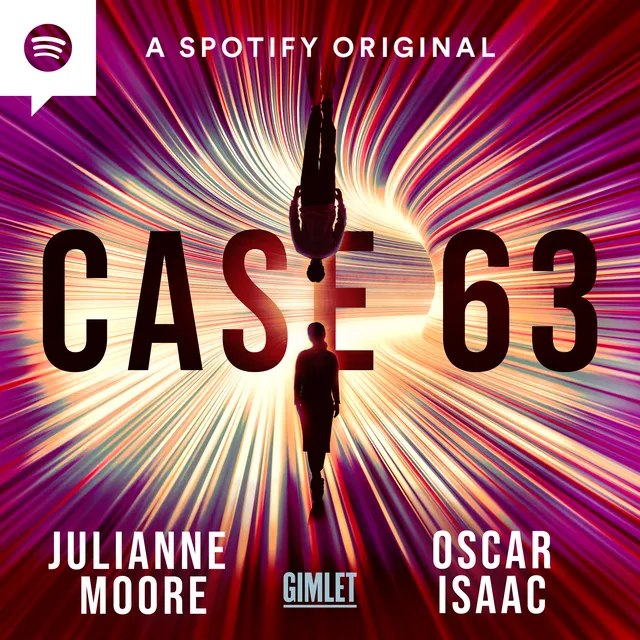 A SPOTIFY ORIGINAL
CASE 63
JULIANNE
MOORE
GIMLET
OSCAR
ISAAC